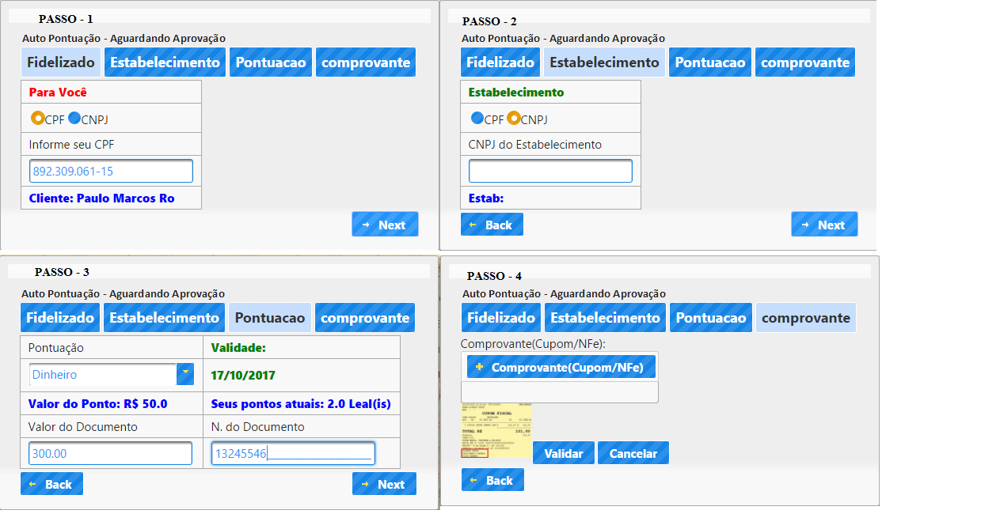 PASSO - 1
Auto Pontuação - Aguardando Aprovação
Fidelizado Estabelecimento Pontuacao comprovante
Para Você
CPF CNPJ
Informe seu CPF
892.309.061-15
Cliente: Paulo Marcos Ro
Next
PASSO - 2
Auto Pontuação - Aguardando Aprovação
Fidelizado Estabelecimento Pontuacao comprovante
Estabelecimento
CPF CNPJ
CNPJ do Estabelecimento
Estab:
Back Next
PASSO - 3
Auto Pontuação - Aguardando Aprovação
Fidelizado Estabelecimento Pontuacao comprovante
Pontuação Validade:
Dinheiro 17/10/2017
Valor do Ponto: R$ 50.0 Seus pontos atuais: 2.0 Leal(is)
Valor do Documento N. do Documento
300.00 13245546
Back Next
PASSO - 4
Auto Pontuação - Aguardando Aprovação
Fidelizado Estabelecimento Pontuacao comprovante
Comprovante(Cupom/NFe):
Comprovante(Cupom/NFe)
CUPOM FISCAL
TOTAL R$ 101,88
Validar Cancelar
Back